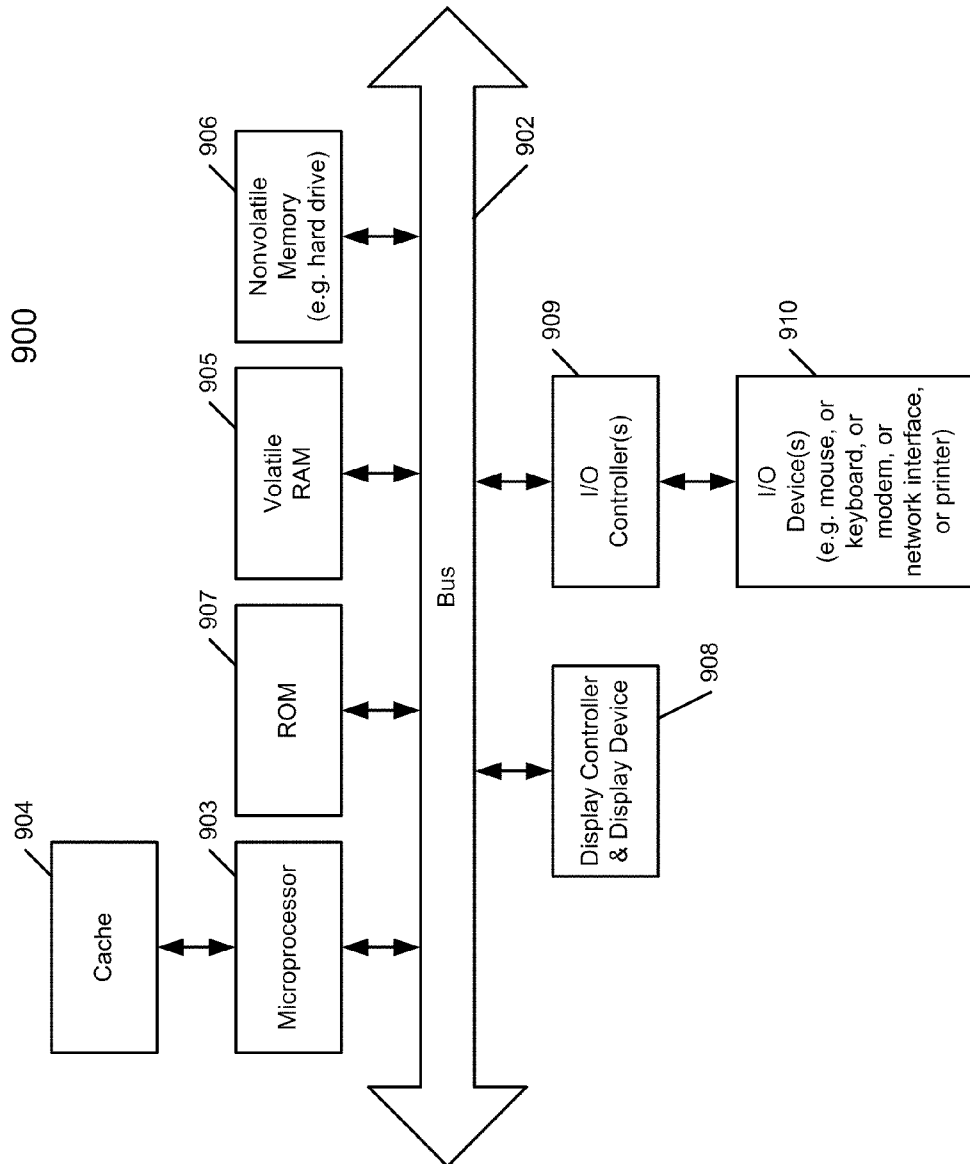 900
904
Cache
903
Microprocessor
907
ROM
905
Volatile
RAM
906
Nonvolatile
Memory
(e.g. hard drive)
Bus
902
Display Controller
& Display Device
908
I/O
Controller(s)
909
I/O
Device(s)
(e.g. mouse, or
keyboard, or
modem, or
network interface,
or printer)
910